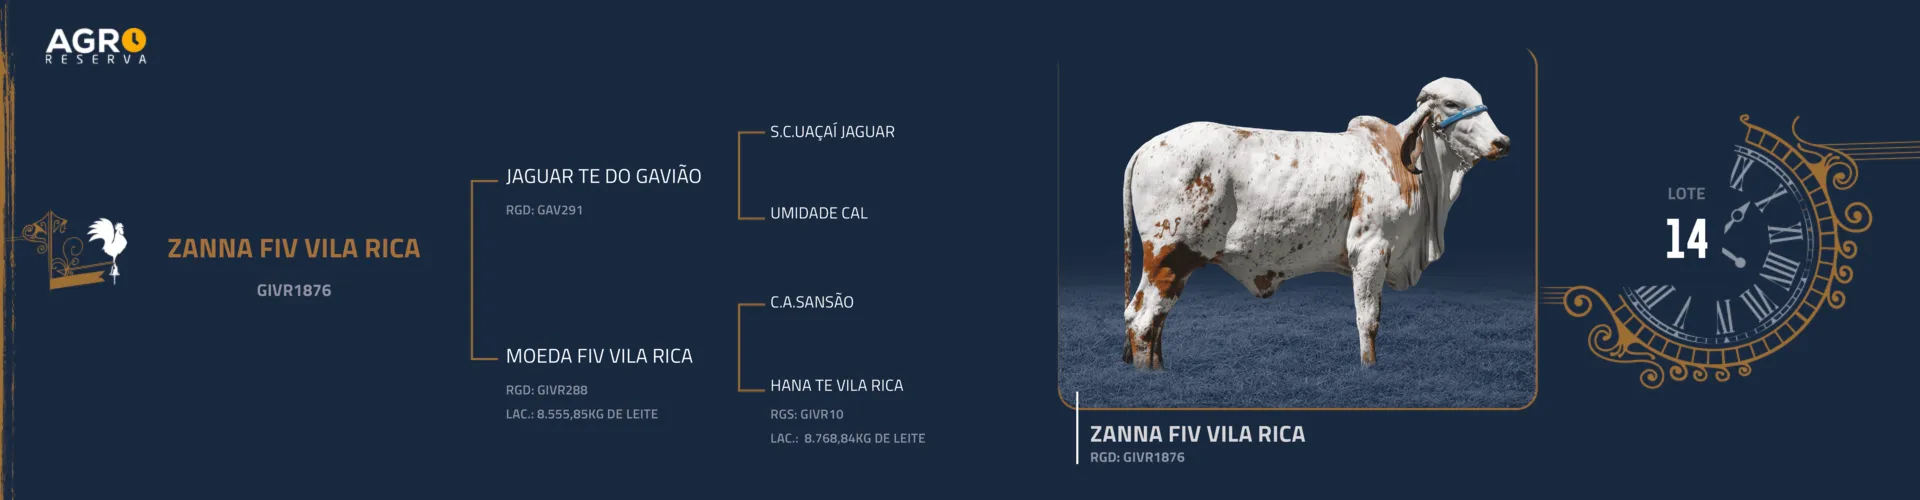 AGRO
RESERVA
ZANNA FIV VILA RICA
GIVR1876
JAGUAR TE DO GAVIÃO
RGD: GAV291
MOEDA FIV VILA RICA
RGD: GIVR288
LAC.: 8.555,85KG DE LEITE
S.C.UAÇAÍ JAGUAR
UMIDADE CAL
C.A.SANSÃO
HANA TE VILA RICA
RGS: GIVR10
LAC.: 8.768,84KG DE LEITE
ZANNA FIV VILA RICA
RGD: GIVR1876
LOTE
14